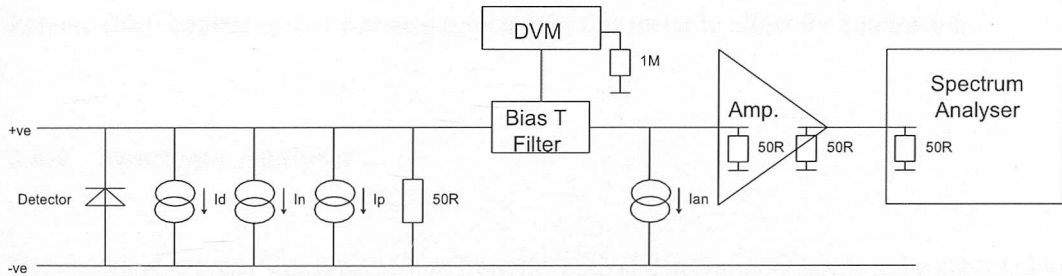 DVM
1M
Bias T
Filter
Amp.
Spectrum
Analyser
50R
50R
50R
+ve
Detector
Id
In
Ip
50R
Ian
-ve